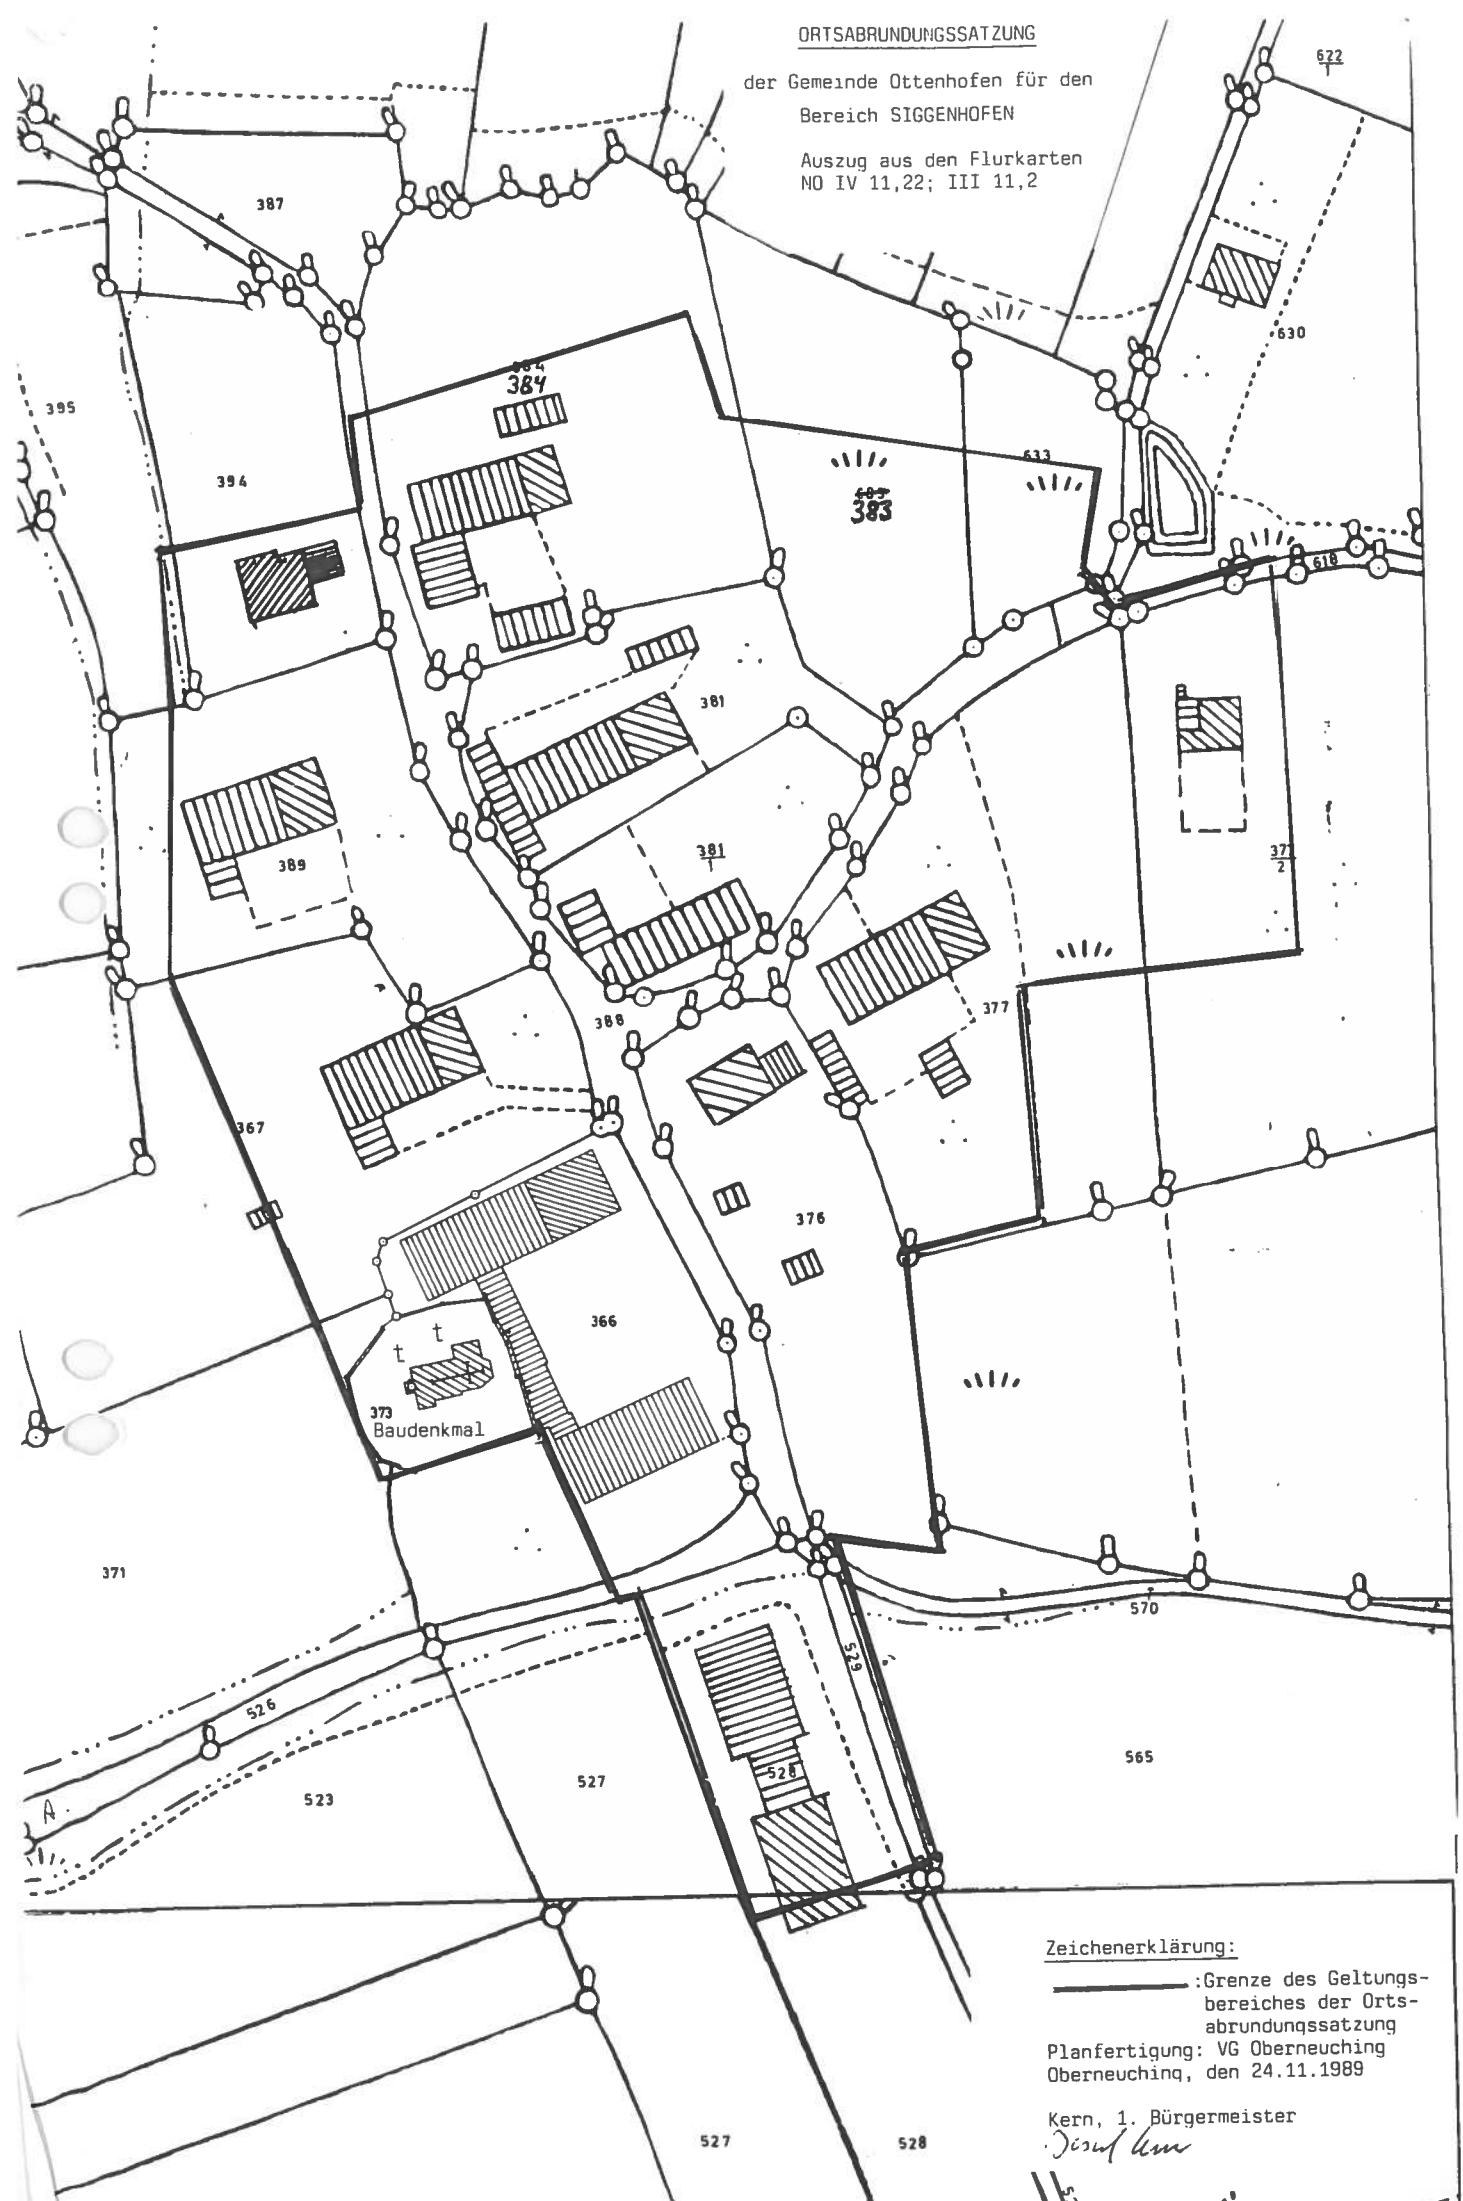 ORTSABRUNDUNGSSATZUNG
der Gemeinde Ottenhofen für den
Bereich SIGGENHOFEN
Auszug aus den Flurkarten
NO IV 11,22; III 11,2
622
1
387
630
395
384
394
633
383
618
381
389
381
1
377
2
388
377
367
376
366
t
t
373
Baudenkmal
371
570
529
526
528
565
527
523
A
Zeichenerklärung:
:Grenze des Geltungs-
bereiches der Orts-
abrundungssatzung
Planfertigung: VG Oberneuching
Oberneuching, den 24.11.1989
Kern, 1. Bürgermeister
527
528